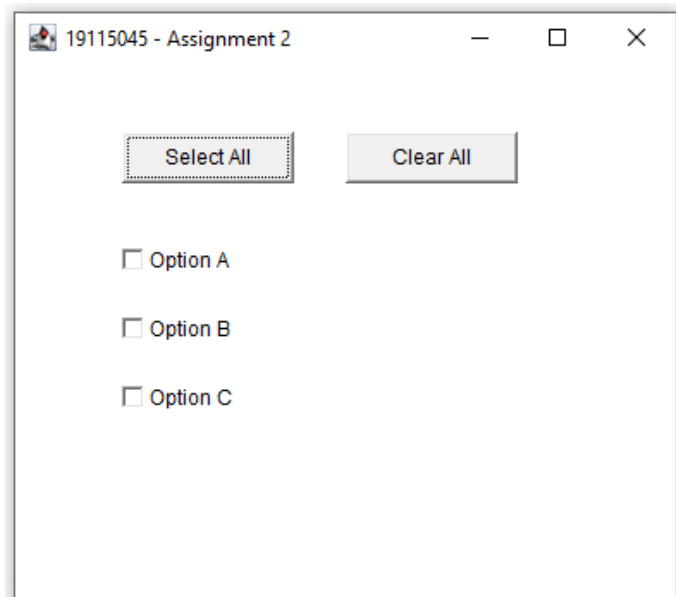 19115045 - Assignment 2
Select All Clear All
Option A
Option B
Option C